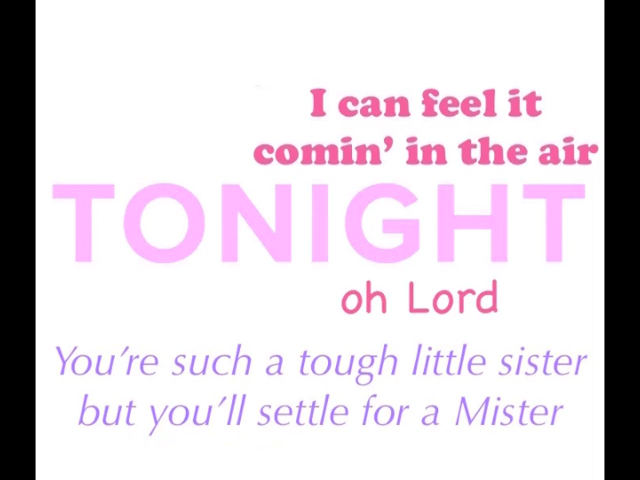 I can feel it
comin’ in the air
TONIGHT
oh Lord
You’re such a tough little sister
but you’ll settle for a Mister